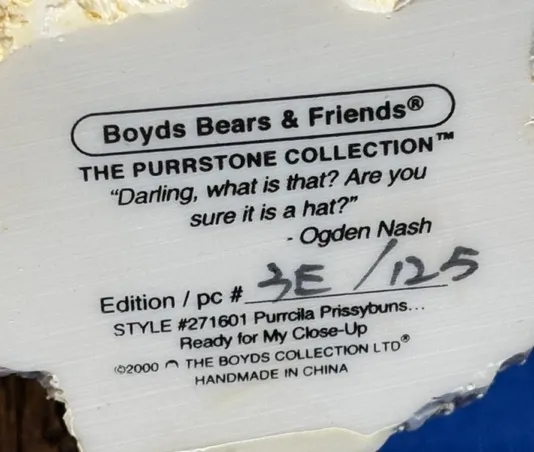 Boyds Bears & Friends®
THE PURRSTONE COLLECTION™
“Darling, what is that? Are you
sure it is a hat?”
- Ogden Nash
Edition / pc # 3E / 125
STYLE #271601 Purrcila Prissybuns...
Ready for My Close-Up
©2000 THE BOYDS COLLECTION LTD®
HANDMADE IN CHINA